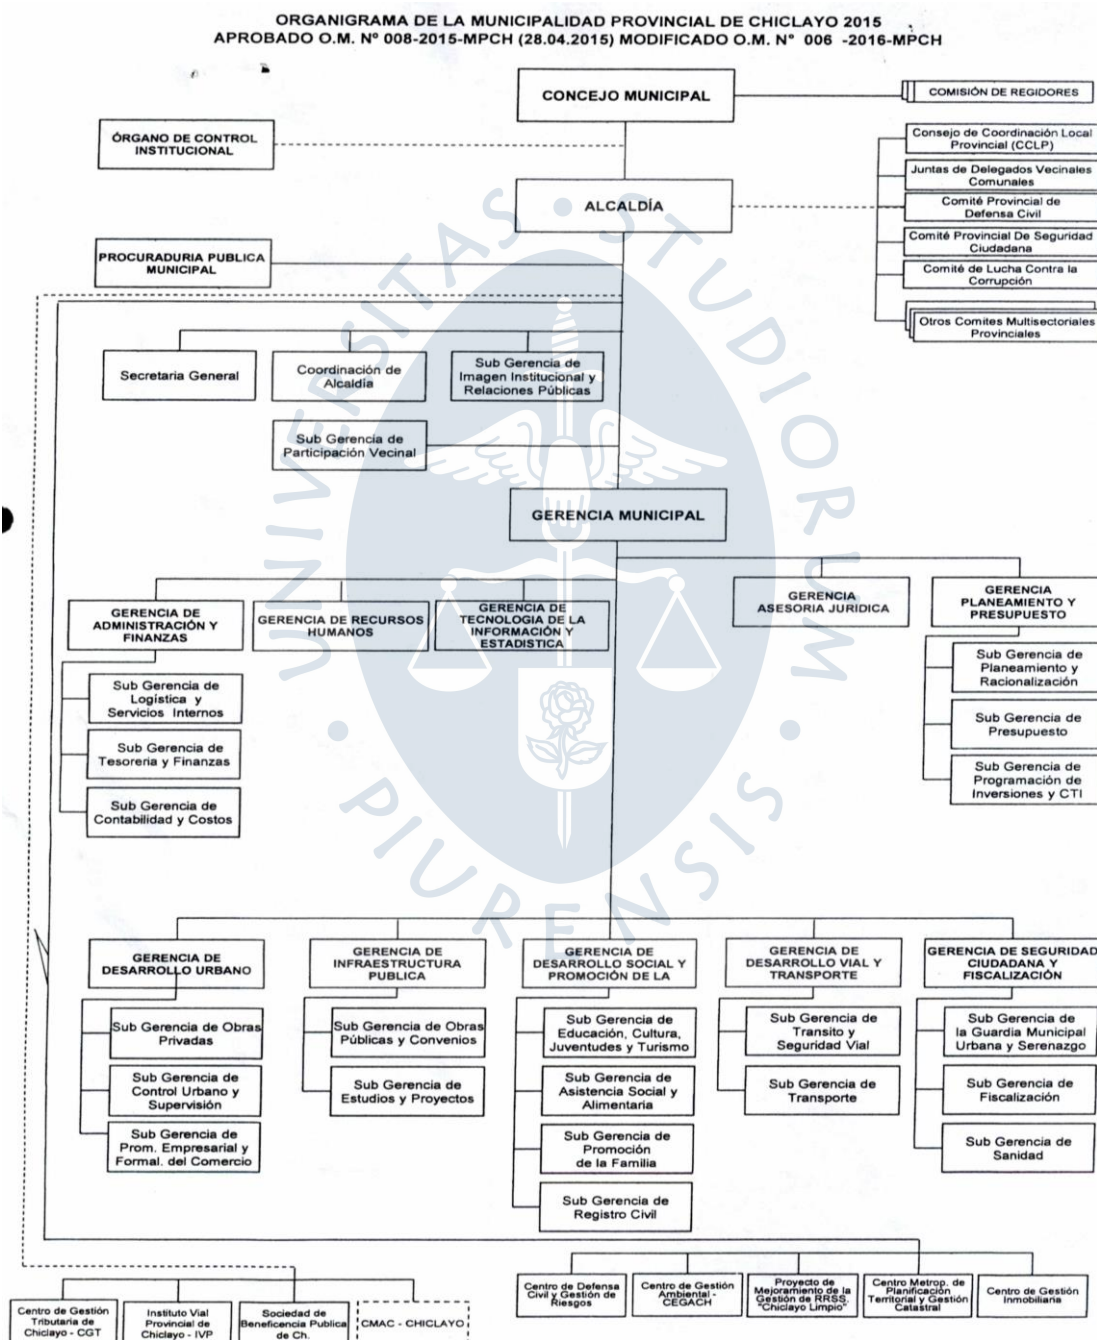 ORGANIGRAMA DE LA MUNICIPALIDAD PROVINCIAL DE CHICLAYO 2015
APROBADO O.M. Nº 008-2015-MPCH (28.04.2015) MODIFICADO O.M. N° 006 -2016-MPCH
CONCEJO MUNICIPAL
COMISIÓN DE REGIDORES
ÓRGANO DE CONTROL
INSTITUCIONAL
Consejo de Coordinación Local
Provincial (CCLP)
Juntas de Delegados Vecinales
Comunales
ALCALDÍA
Comité Provincial de
Defensa Civil
Comité Provincial De Seguridad
Ciudadana
PROCURADURIA PUBLICA
MUNICIPAL
Comité de Lucha Contra la
Corrupción
Otros Comites Multisectoriales
Provinciales
Secretaria General
Coordinación de
Alcaldía
Sub Gerencia de
Imagen Institucional y
Relaciones Públicas
Sub Gerencia de
Participación Vecinal
GERENCIA MUNICIPAL
GERENCIA DE
ADMINISTRACIÓN Y
FINANZAS
GERENCIA DE RECURSOS
HUMANOS
GERENCIA DE
TECNOLOGIA DE LA
INFORMACIÓN Y
ESTADISTICA
GERENCIA
ASESORIA JURIDICA
GERENCIA
PLANEAMIENTO Y
PRESUPUESTO
Sub Gerencia de
Logística y
Servicios Internos
Sub Gerencia de
Tesoreria y Finanzas
Sub Gerencia de
Contabilidad y Costos
Sub Gerencia de
Planeamiento y
Racionalización
Sub Gerencia de
Presupuesto
Sub Gerencia de
Programación de
Inversiones y CTI
GERENCIA DE
DESARROLLO URBANO
Sub Gerencia de Obras
Privadas
Sub Gerencia de
Control Urbano y
Supervisión
Sub Gerencia de
Prom. Empresarial y
Formal. del Comercio
GERENCIA DE
INFRAESTRUCTURA
PUBLICA
Sub Gerencia de Obras
Públicas y Convenios
Sub Gerencia de
Estudios y Proyectos
GERENCIA DE
DESARROLLO SOCIAL Y
PROMOCIÓN DE LA
Sub Gerencia de
Educación, Cultura,
Juventudes y Turismo
Sub Gerencia de
Asistencia Social y
Alimentaria
Sub Gerencia de
Promoción
de la Familia
Sub Gerencia de
Registro Civil
GERENCIA DE
DESARROLLO VIAL Y
TRANSPORTE
Sub Gerencia de
Transito y
Seguridad Vial
Sub Gerencia de
Transporte
GERENCIA DE SEGURIDAD
CIUDADANA Y
FISCALIZACIÓN
Sub Gerencia de
la Guardia Municipal
Urbana y Serenazgo
Sub Gerencia de
Fiscalización
Sub Gerencia de
Sanidad
Centro de Gestión
Tributaria de
Chiclayo - CGT
Instituto Vial
Provincial de
Chiclayo - IVP
Sociedad de
Beneficencia Publica
de Ch.
CMAC - CHICLAYO
Centro de Defensa
Civil y Gestión de
Riesgos
Centro de Gestión
Ambiental -
CEGACH
Proyecto de
Mejoramiento de la
Gestión de RRSS.
"Chiclayo Limpio"
Centro Metrop. de
Planificación
Territorial y Gestión
Catastral
Centro de Gestión
Inmobiliaria
UNIVERSITAS • STUDIORUM • PIURENSIS •